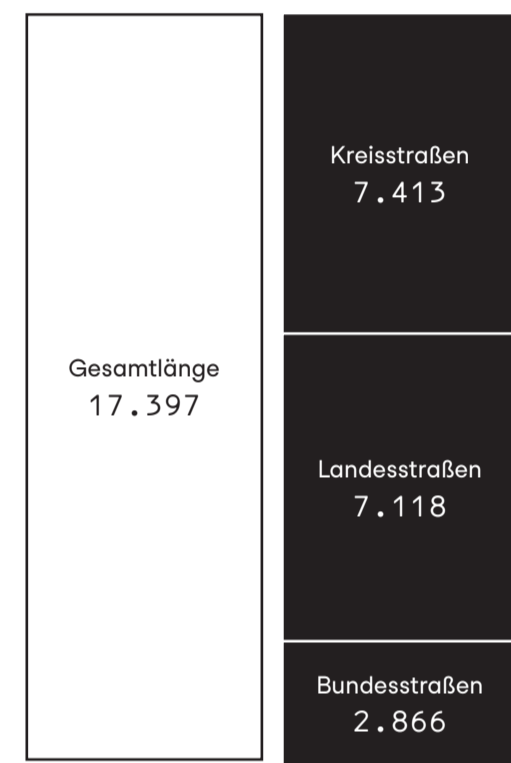 Gesamtlänge
17.397
Kreisstraßen
7.413
Landesstraßen
7.118
Bundesstraßen
2.866